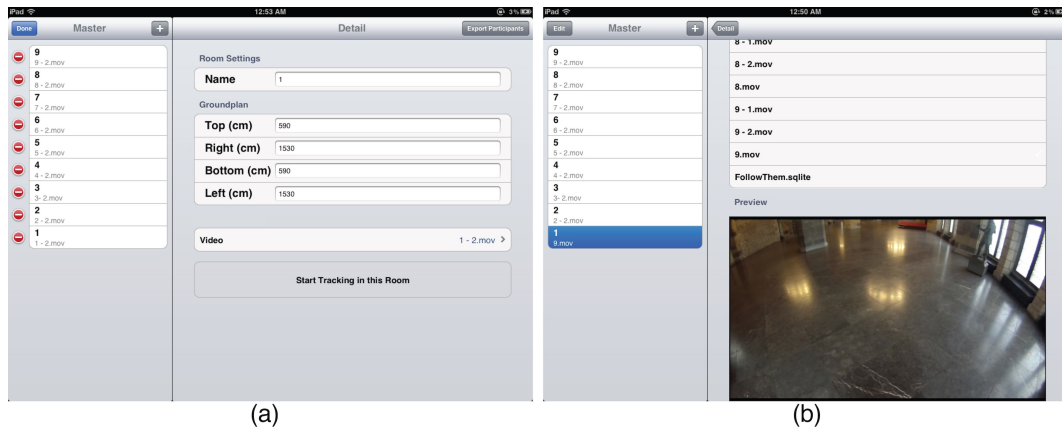 iPad 12:53 AM 3%
Done Master + Detail Export Participants
9
9 - 2.mov
8
8 - 2.mov
7
7 - 2.mov
6
6 - 2.mov
5
5 - 2.mov
4
4 - 2.mov
3
3- 2.mov
2
2 - 2.mov
1
1 - 2.mov
Room Settings
Name 1
Groundplan
Top (cm) 590
Right (cm) 1530
Bottom (cm) 590
Left (cm) 1530
Video 1 - 2.mov
Start Tracking in this Room
(a)
iPad 12:50 AM 2%
Edit Master + Detail
9
9 - 2.mov
8
8 - 2.mov
7
7 - 2.mov
6
6 - 2.mov
5
5 - 2.mov
4
4 - 2.mov
3
3- 2.mov
2
2 - 2.mov
1
9.mov
8 - 1.mov
8 - 2.mov
8.mov
9 - 1.mov
9 - 2.mov
9.mov
FollowThem.sqlite
Preview
(b)